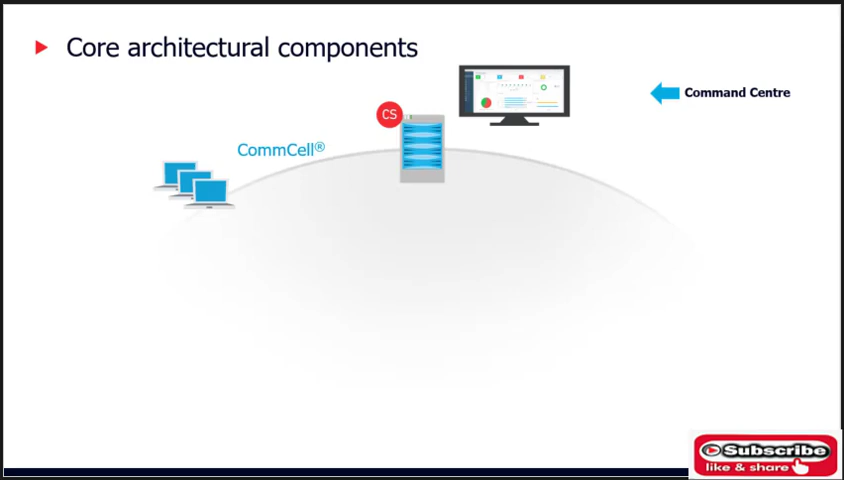 Core architectural components
CS
Command Centre
CommCell®
Subscribe
like & share